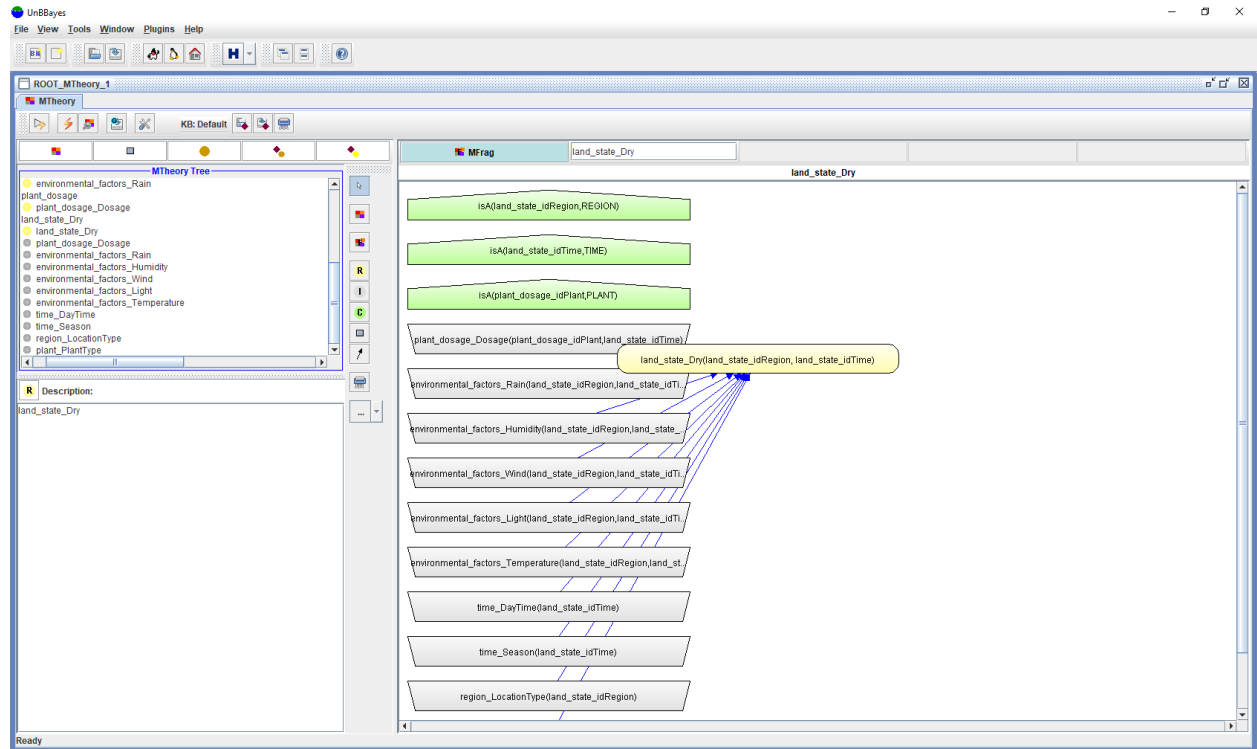 UnBBayes
File View Tools Window Plugins Help
BN
H
ROOT_MTheory_1
MTheory
KB: Default
MTheory Tree
environmental_factors_Rain
plant_dosage
plant_dosage_Dosage
land_state_Dry
land_state_Dry
plant_dosage_Dosage
environmental_factors_Rain
environmental_factors_Humidity
environmental_factors_Wind
environmental_factors_Light
environmental_factors_Temperature
time_DayTime
time_Season
region_LocationType
plant_PlantType
R Description:
land_state_Dry
R
I
C
...
MFrag land_state_Dry
land_state_Dry
isA(land_state_idRegion,REGION)
isA(land_state_idTime,TIME)
isA(plant_dosage_idPlant,PLANT)
plant_dosage_Dosage(plant_dosage_idPlant,land_state_idTime)
land_state_Dry(land_state_idRegion, land_state_idTime)
environmental_factors_Rain(land_state_idRegion,land_state_idTi...
environmental_factors_Humidity(land_state_idRegion,land_state_...
environmental_factors_Wind(land_state_idRegion,land_state_idTi...
environmental_factors_Light(land_state_idRegion,land_state_idTi...
environmental_factors_Temperature(land_state_idRegion,land_st...
time_DayTime(land_state_idTime)
time_Season(land_state_idTime)
region_LocationType(land_state_idRegion)
Ready